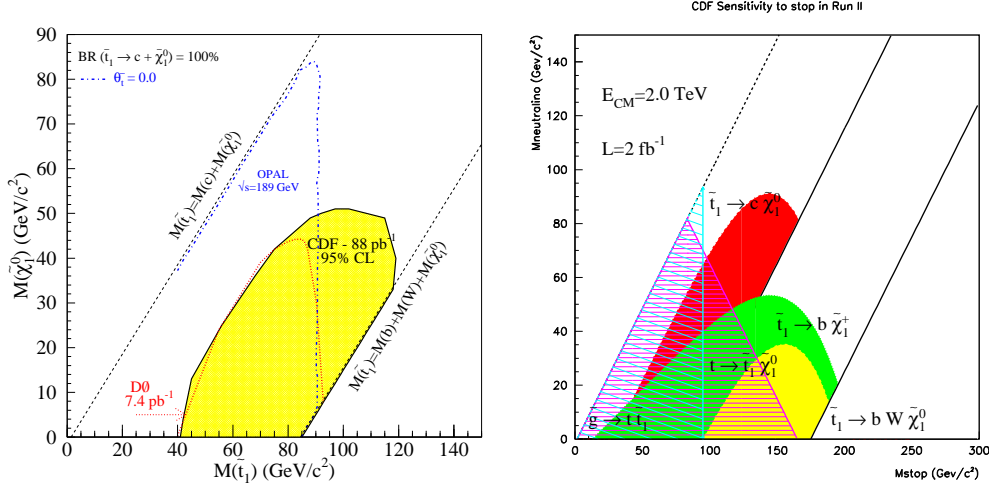 90
80
70
60
50
40
30
20
10
0
0 20 40 60 80 100 120 140
M(χ̃₁⁰) (GeV/c²)
M(t̃₁) (GeV/c²)
BR (t̃₁ → c + χ̃₁⁰) = 100%
θt̃ = 0.0
M(t̃₁)=M(c)+M(χ̃₁⁰)
OPAL
√s=189 GeV
CDF - 88 pb⁻¹
95% CL
M(t̃₁)=M(b)+M(W)+M(χ̃₁⁰)
DØ
7.4 pb⁻¹
CDF Sensitivity to stop in Run II
Mneutralino (Gev/c²)
160
140
120
100
80
60
40
20
0
0 50 100 150 200 250 300
Mstop (Gev/c²)
E_CM=2.0 TeV
L=2 fb⁻¹
t̃₁ → c χ̃₁⁰
t̃₁ → b χ̃₁⁺
t → t̃₁ χ̃₁⁰
g̃ → t t̃₁
t̃₁ → b W χ̃₁⁰